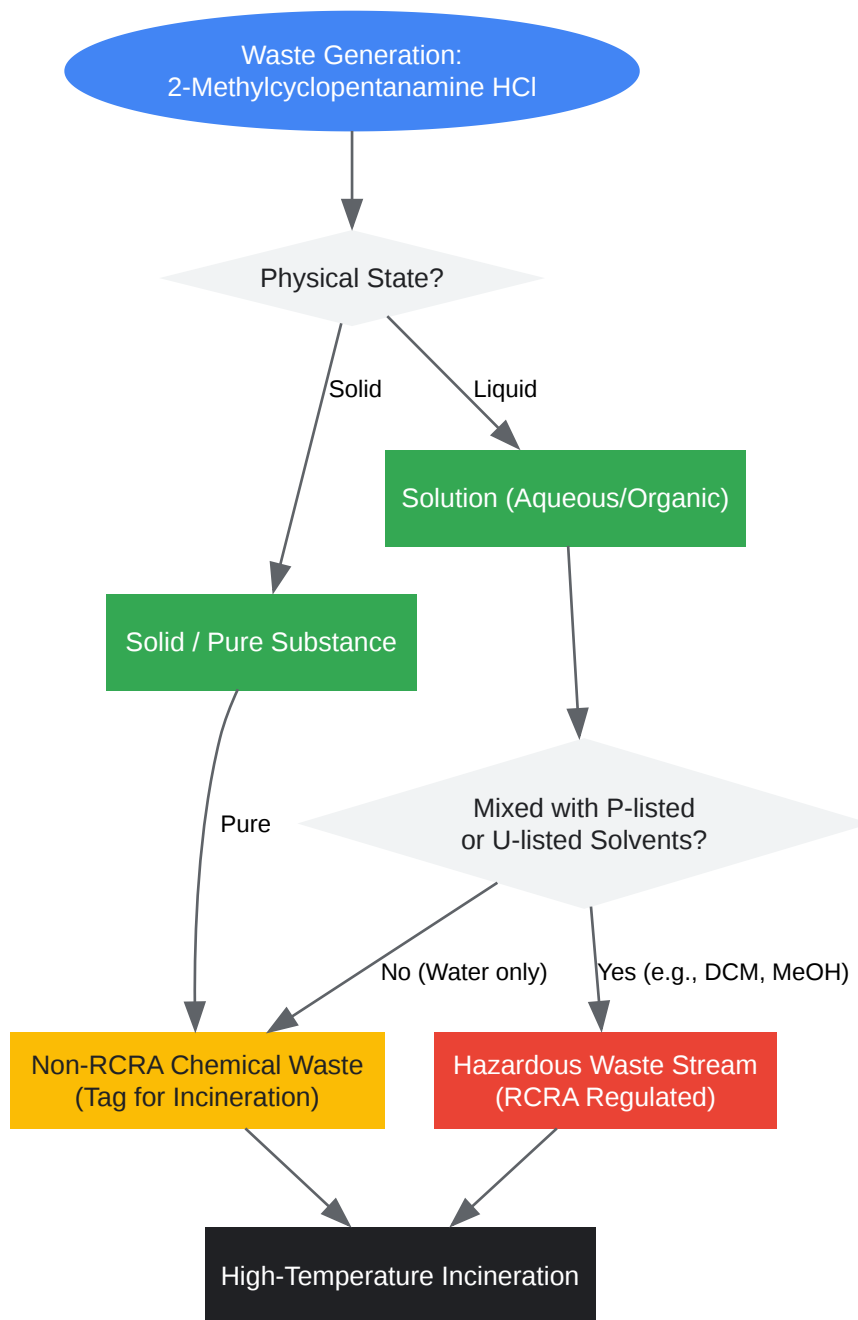 Waste Generation:
2-Methylcyclopentanamine HCl
Physical State?
Solid
Liquid
Solution (Aqueous/Organic)
Solid / Pure Substance
Mixed with P-listed
or U-listed Solvents?
Pure
No (Water only)
Yes (e.g., DCM, MeOH)
Non-RCRA Chemical Waste
(Tag for Incineration)
Hazardous Waste Stream
(RCRA Regulated)
High-Temperature Incineration